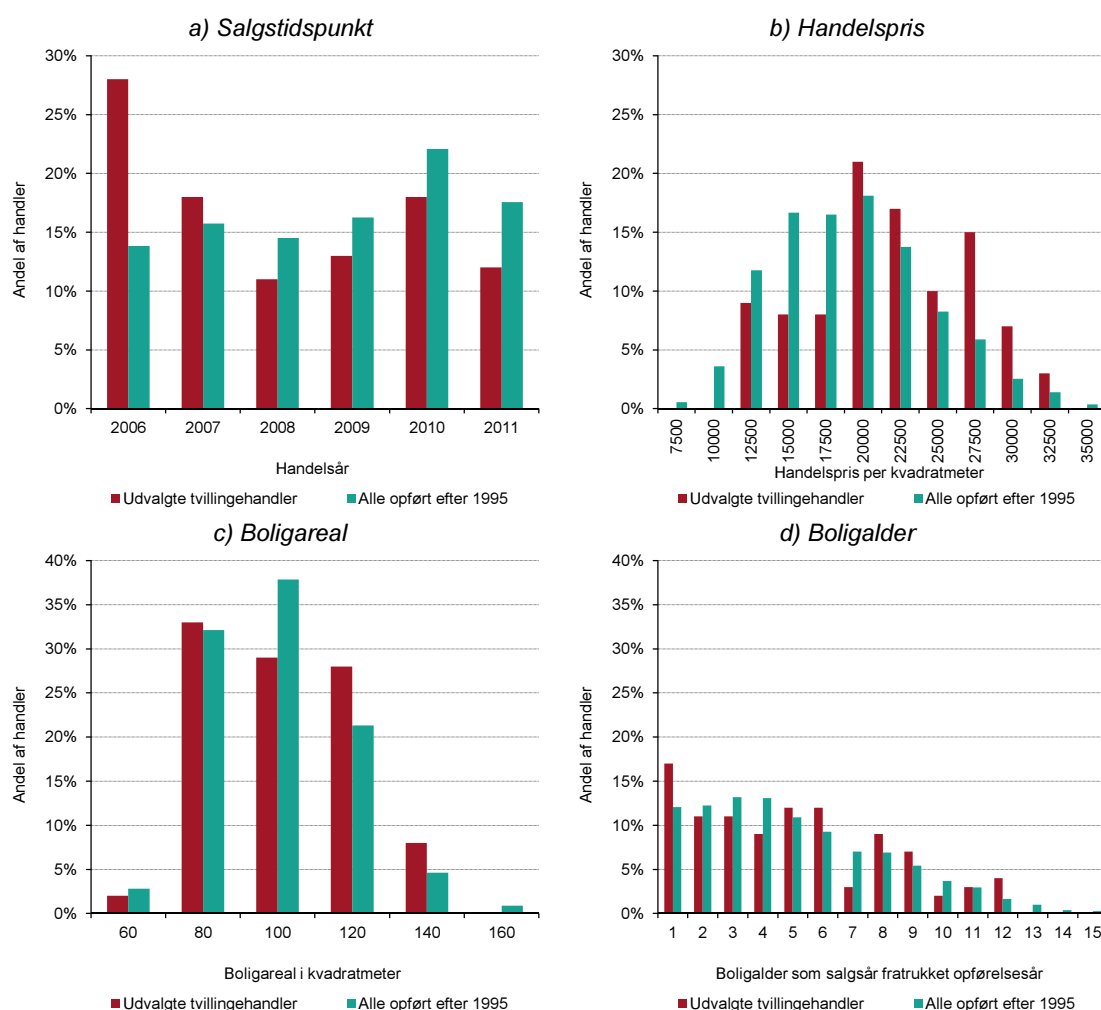 a) Salgstidspunkt
30%
25%
20%
15%
10%
5%
0%
Andel af handler
2006 2007 2008 2009 2010 2011
Handelsår
Udvalgte tvillingehandler Alle opført efter 1995
b) Handelspris
30%
25%
20%
15%
10%
5%
0%
Andel af handler
7500 10000 12500 15000 17500 20000 22500 25000 27500 30000 32500 35000
Handelspris per kvadratmeter
Udvalgte tvillingehandler Alle opført efter 1995
c) Boligareal
40%
35%
30%
25%
20%
15%
10%
5%
0%
Andel af handler
60 80 100 120 140 160
Boligareal i kvadratmeter
Udvalgte tvillingehandler Alle opført efter 1995
d) Boligalder
40%
35%
30%
25%
20%
15%
10%
5%
0%
Andel af handler
1 2 3 4 5 6 7 8 9 10 11 12 13 14 15
Boligalder som salgsår fratrukket opførelsesår
Udvalgte tvillingehandler Alle opført efter 1995